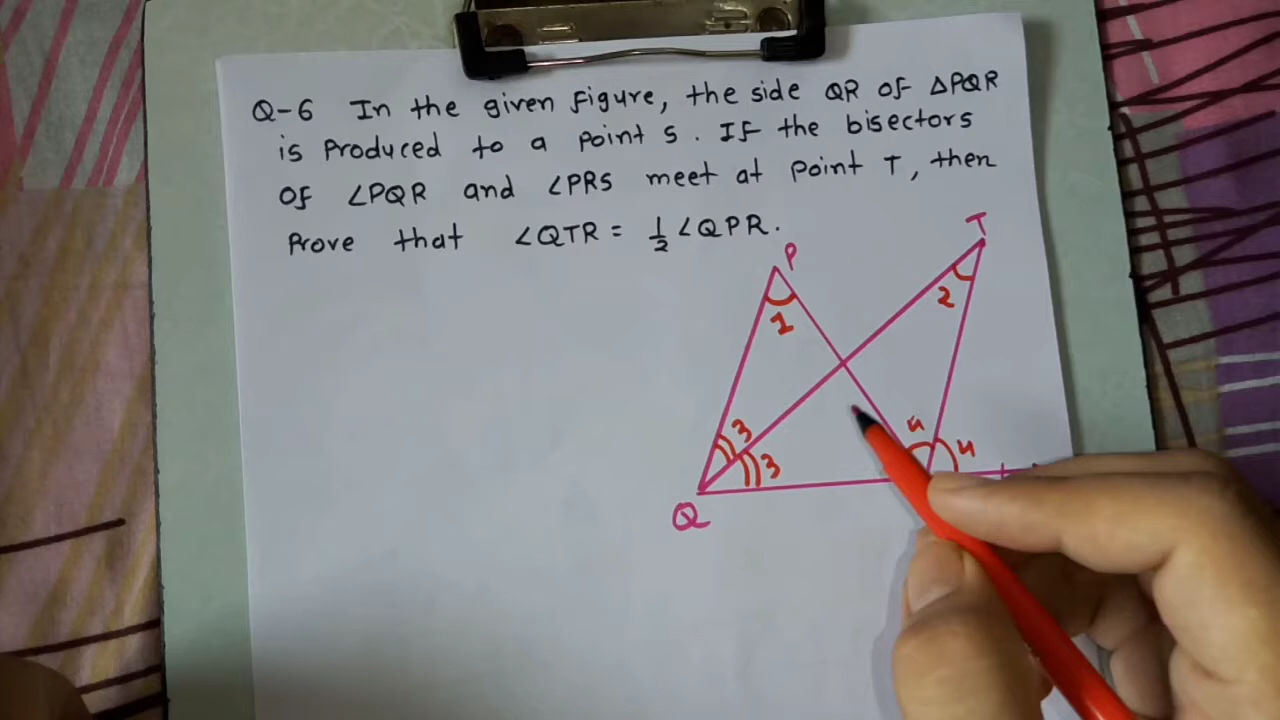 Q-6 In the given figure, the side QR of ΔPQR
is produced to a point S. If the bisectors
of ∠PQR and ∠PRS meet at point T, then
prove that ∠QTR = 1/2 ∠QPR.
P
T
1
2
3
3
4
4
Q